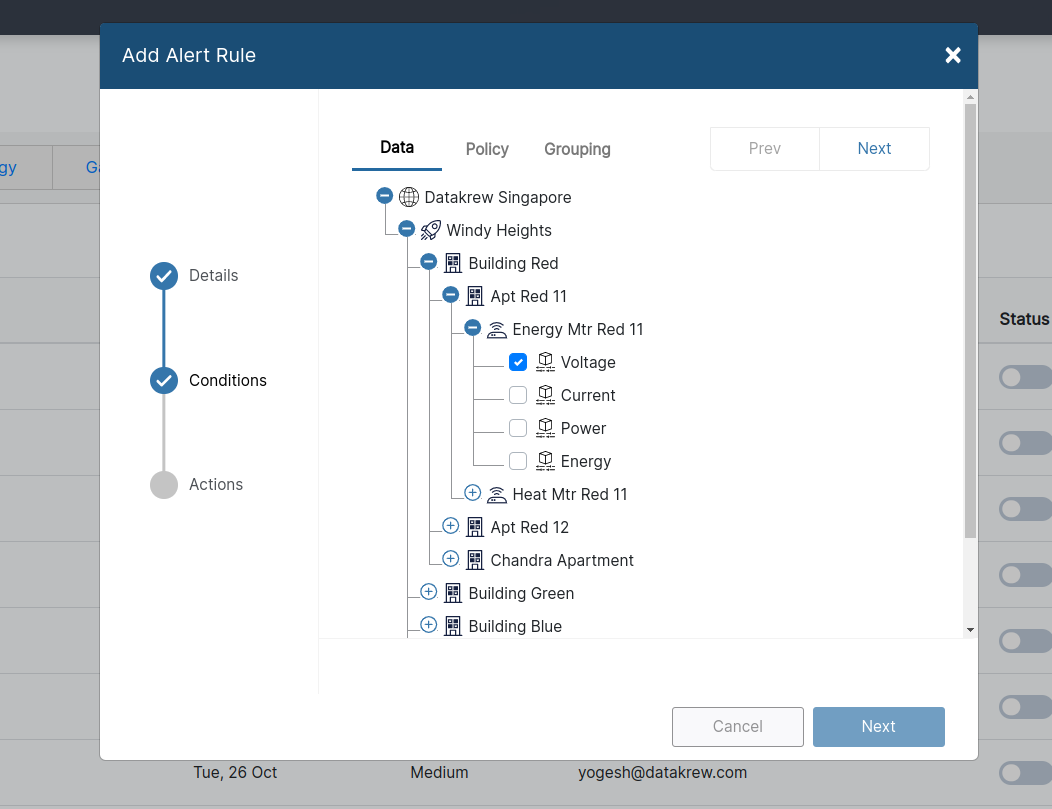 Add Alert Rule
gy
Ga
Data
Policy
Grouping
Prev
Next
Datakrew Singapore
Windy Heights
Building Red
Details
Apt Red 11
Status
Energy Mtr Red 11
Voltage
Conditions
Current
Power
Energy
Actions
Heat Mtr Red 11
Apt Red 12
Chandra Apartment
Building Green
Building Blue
Cancel
Next
Tue, 26 Oct
Medium
yogesh@datakrew.com